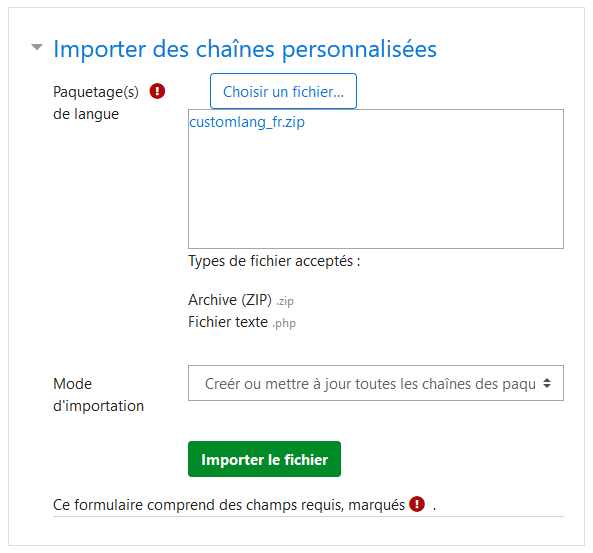 Importer des chaînes personnalisées
Paquetage(s)
de langue
Choisir un fichier...
customlang_fr.zip
Types de fichier acceptés :
Archive (ZIP) .zip
Fichier texte .php
Mode
d'importation
Creér ou mettre à jour toutes les chaînes des paqu
Importer le fichier
Ce formulaire comprend des champs requis, marqués .